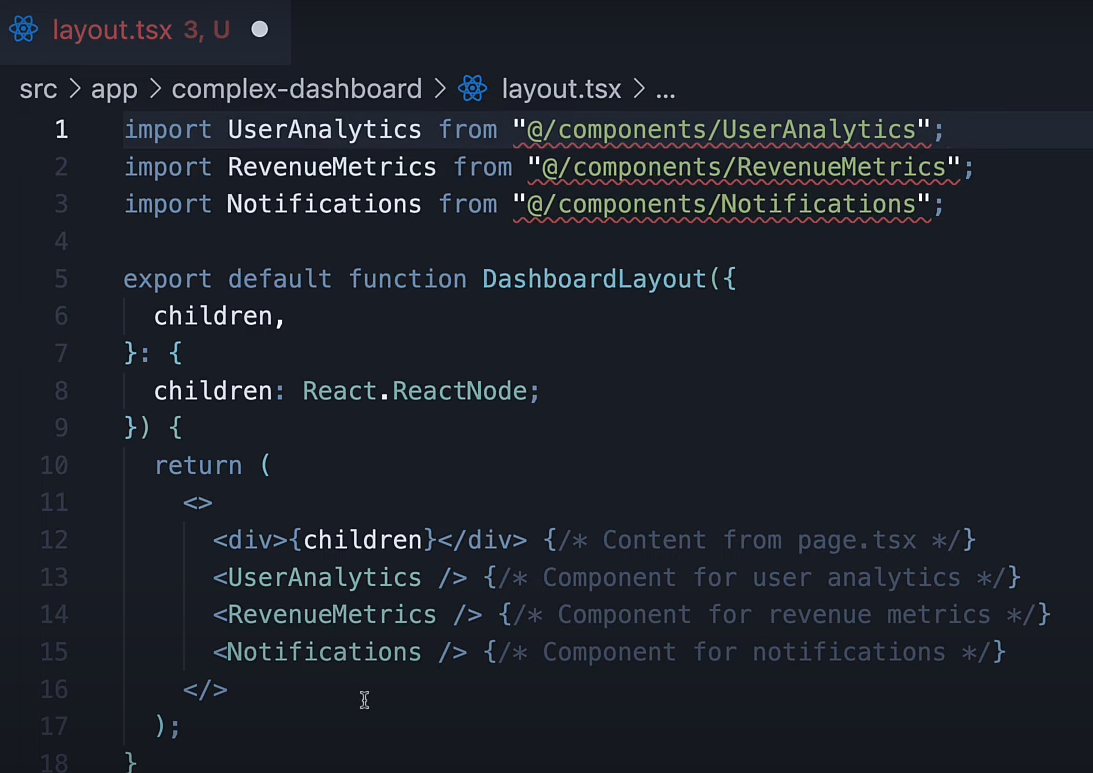 layout.tsx 3, U
src > app > complex-dashboard > layout.tsx > ...
1 import UserAnalytics from "@/components/UserAnalytics";
2 import RevenueMetrics from "@/components/RevenueMetrics";
3 import Notifications from "@/components/Notifications";
4
5 export default function DashboardLayout({
6   children,
7 }: {
8   children: React.ReactNode;
9 }) {
10   return (
11     <>
12       <div>{children}</div> {/* Content from page.tsx */}
13       <UserAnalytics /> {/* Component for user analytics */}
14       <RevenueMetrics /> {/* Component for revenue metrics */}
15       <Notifications /> {/* Component for notifications */}
16     </>
17   );
18 }